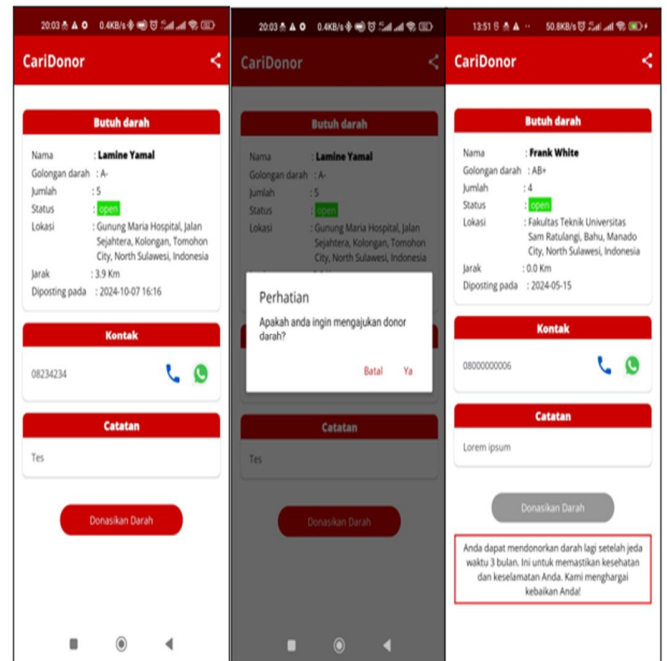 20:03 0.4KB/s
CariDonor
Butuh darah
Nama : Lamine Yamal
Golongan darah : A-
Jumlah : 5
Status : open
Lokasi : Gunung Maria Hospital, Jalan
Sejahtera, Kolongan, Tomohon
City, North Sulawesi, Indonesia
Jarak : 3.9 Km
Diposting pada : 2024-10-07 16:16
Kontak
08234234
Catatan
Tes
Donasikan Darah
20:03 0.4KB/s
CariDonor
Butuh darah
Nama : Lamine Yamal
Golongan darah : A-
Jumlah : 5
Status : open
Lokasi : Gunung Maria Hospital, Jalan
Sejahtera, Kolongan, Tomohon
City, North Sulawesi, Indonesia
Perhatian
Apakah anda ingin mengajukan donor
darah?
Batal Ya
Catatan
Tes
Donasikan Darah
13:51 50.8KB/s
CariDonor
Butuh darah
Nama : Frank White
Golongan darah : AB+
Jumlah : 4
Status : open
Lokasi : Fakultas Teknik Universitas
Sam Ratulangi, Bahu, Manado
City, North Sulawesi, Indonesia
Jarak : 0.0 Km
Diposting pada : 2024-05-15
Kontak
08000000006
Catatan
Lorem ipsum
Donasikan Darah
Anda dapat mendonorkan darah lagi setelah jeda
waktu 3 bulan. Ini untuk memastikan kesehatan
dan keselamatan Anda. Kami menghargai
kebaikan Anda!